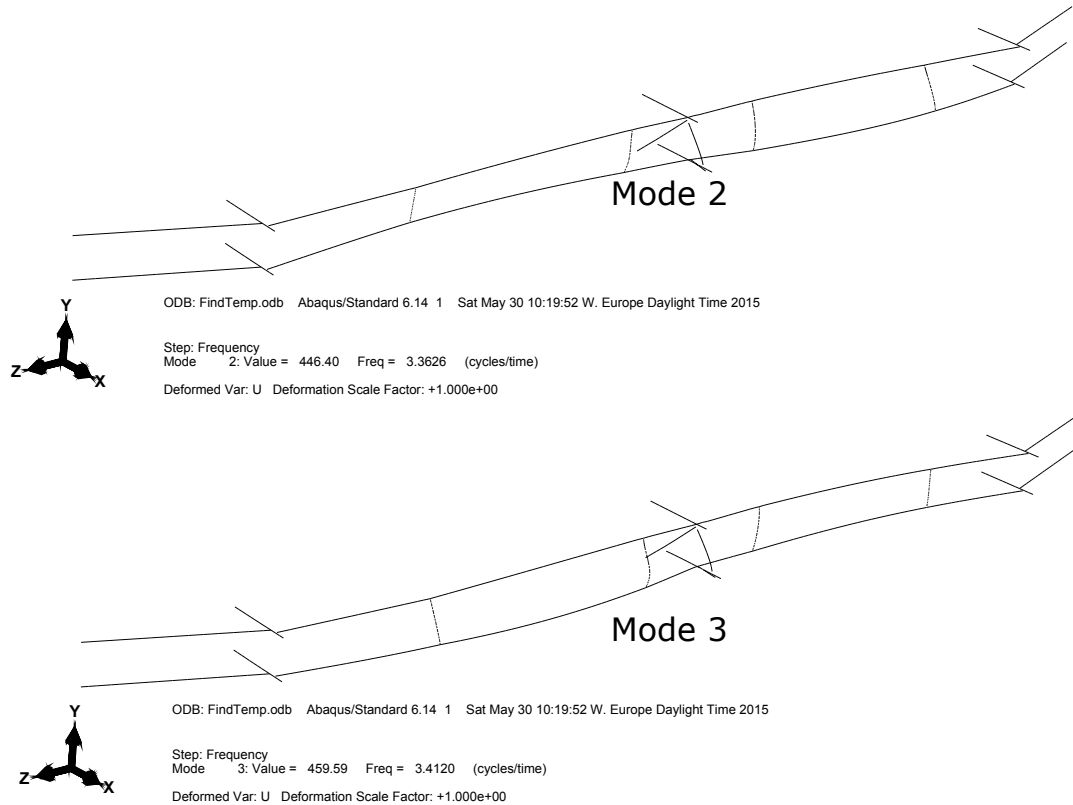 Mode 2
ODB: FindTemp.odb Abaqus/Standard 6.14 1 Sat May 30 10:19:52 W. Europe Daylight Time 2015
Y
Z
X
Step: Frequency
Mode 2: Value = 446.40 Freq = 3.3626 (cycles/time)
Deformed Var: U Deformation Scale Factor: +1.000e+00
Mode 3
ODB: FindTemp.odb Abaqus/Standard 6.14 1 Sat May 30 10:19:52 W. Europe Daylight Time 2015
Y
Z
X
Step: Frequency
Mode 3: Value = 459.59 Freq = 3.4120 (cycles/time)
Deformed Var: U Deformation Scale Factor: +1.000e+00